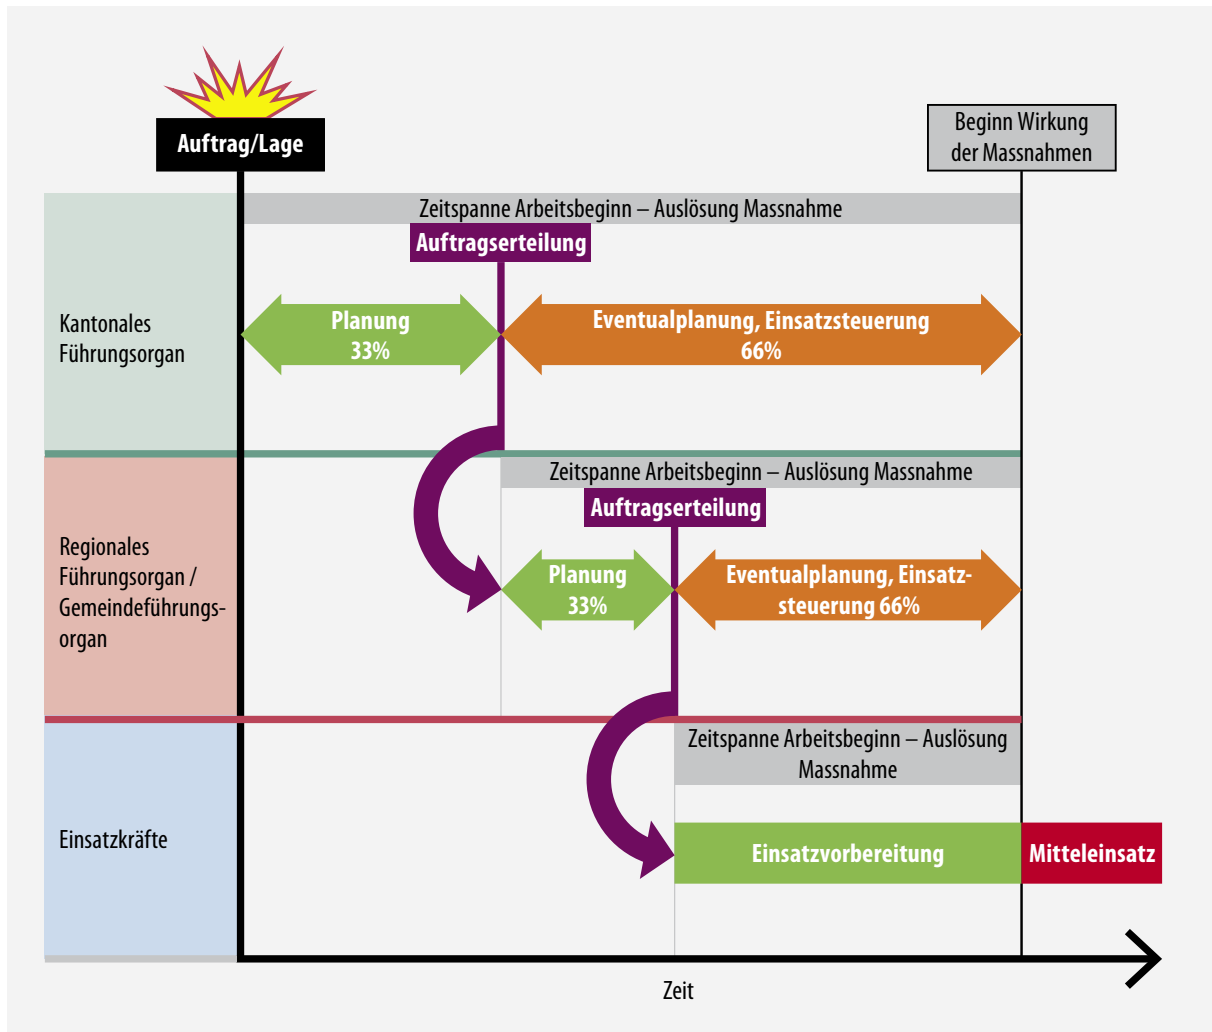 Auftrag/Lage
Beginn Wirkung
der Massnahmen
Zeitspanne Arbeitsbeginn – Auslösung Massnahme
Auftragserteilung
Kantonales
Führungsorgan
Planung
33%
Eventualplanung, Einsatzsteuerung
66%
Zeitspanne Arbeitsbeginn – Auslösung Massnahme
Auftragserteilung
Regionales
Führungsorgan /
Gemeindeführungs-
organ
Planung
33%
Eventualplanung, Einsatz-
steuerung 66%
Zeitspanne Arbeitsbeginn – Auslösung
Massnahme
Einsatzkräfte
Einsatzvorbereitung
Mitteleinsatz
Zeit